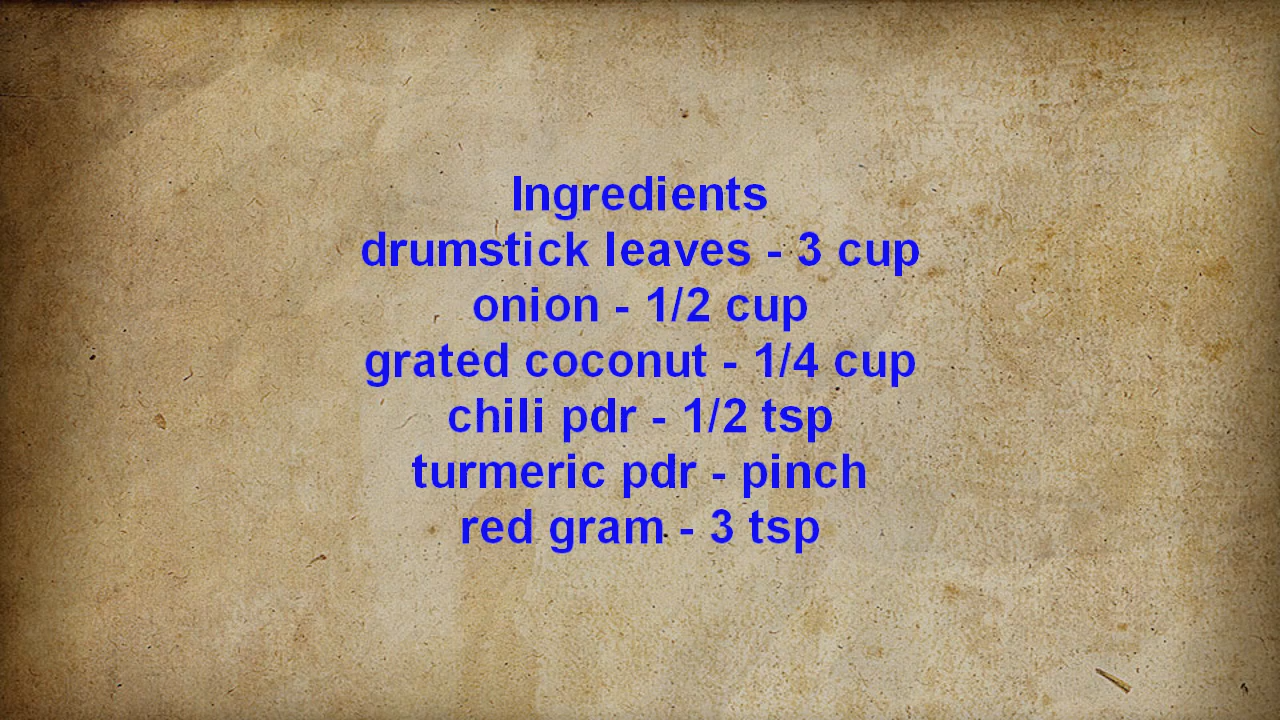 Ingredients
drumstick leaves - 3 cup
onion - 1/2 cup
grated coconut - 1/4 cup
chili pdr - 1/2 tsp
turmeric pdr - pinch
red gram - 3 tsp